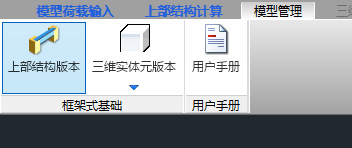 模型荷载输入 上部结构计算 模型管理 三
上部结构版本 三维实体元版本 用户手册
框架式基础 用户手册